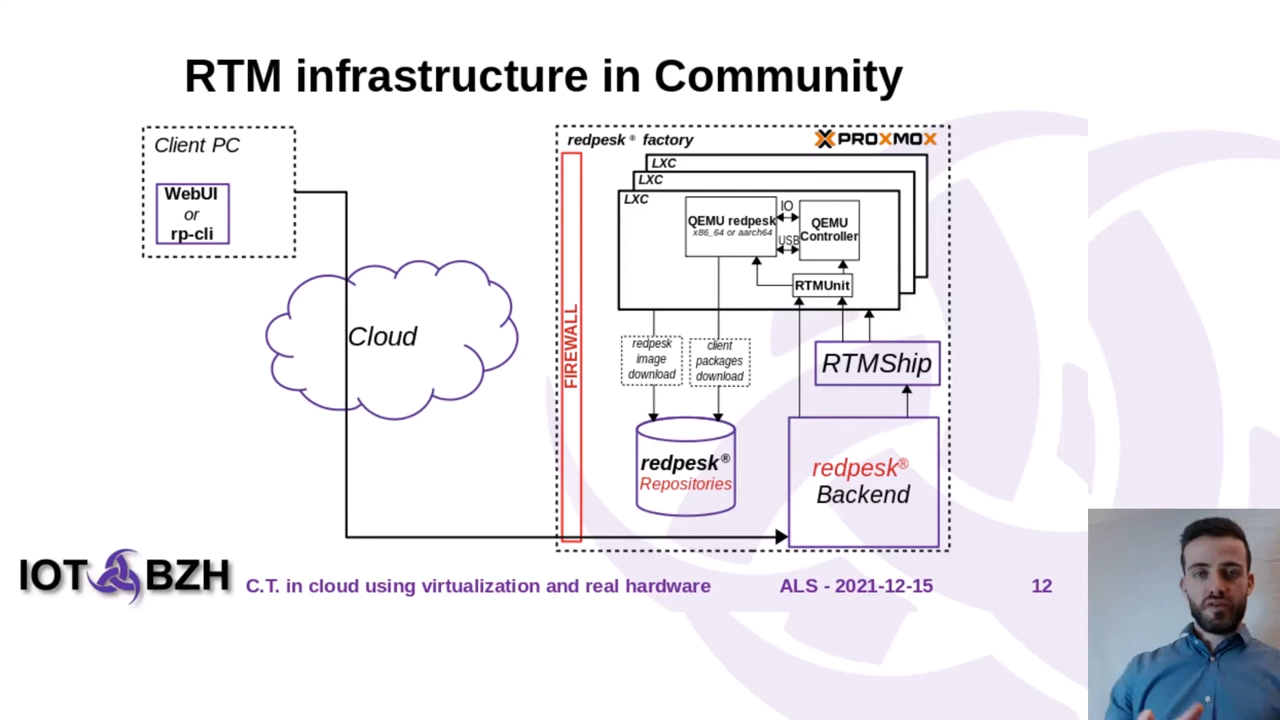 RTM infrastructure in Community
Client PC
WebUI
or
rp-cli
Cloud
redpesk ® factory
PROXMOX
FIREWALL
LXC
LXC
LXC
QEMU redpesk
x86_64 or aarch64
IO
USB
QEMU
Controller
RTMUnit
redpesk
image
download
client
packages
download
RTMShip
redpesk®
Repositories
redpesk®
Backend
IOT BZH
C.T. in cloud using virtualization and real hardware
ALS - 2021-12-15
12